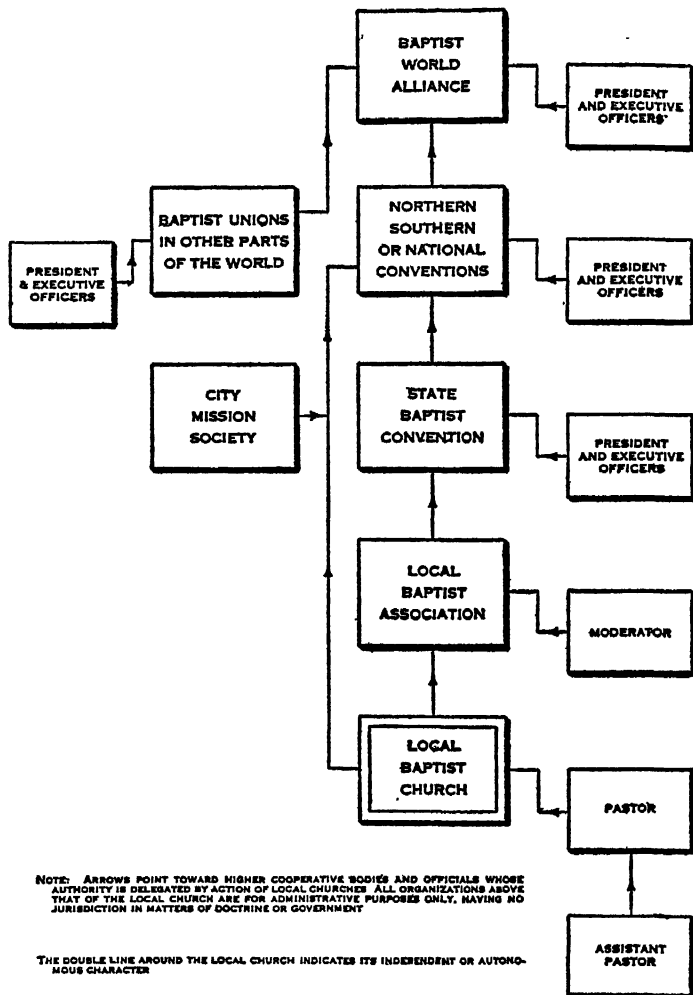 BAPTIST
WORLD
ALLIANCE
PRESIDENT
AND EXECUTIVE
OFFICERS
BAPTIST UNIONS
IN OTHER PARTS
OF THE WORLD
NORTHERN
SOUTHERN
OR NATIONAL
CONVENTIONS
PRESIDENT
& EXECUTIVE
OFFICERS
PRESIDENT
AND EXECUTIVE
OFFICERS
CITY
MISSION
SOCIETY
STATE
BAPTIST
CONVENTION
PRESIDENT
AND EXECUTIVE
OFFICERS
LOCAL
BAPTIST
ASSOCIATION
MODERATOR
LOCAL
BAPTIST
CHURCH
PASTOR
NOTE: ARROWS POINT TOWARD HIGHER COOPERATIVE BODIES AND OFFICIALS WHOSE
AUTHORITY IS DELEGATED BY ACTION OF LOCAL CHURCHES ALL ORGANIZATIONS ABOVE
THAT OF THE LOCAL CHURCH ARE FOR ADMINISTRATIVE PURPOSES ONLY, HAVING NO
JURISDICTION IN MATTERS OF DOCTRINE OR GOVERNMENT
ASSISTANT
PASTOR
THE DOUBLE LINE AROUND THE LOCAL CHURCH INDICATES ITS INDEPENDENT OR AUTONO-
MOUS CHARACTER